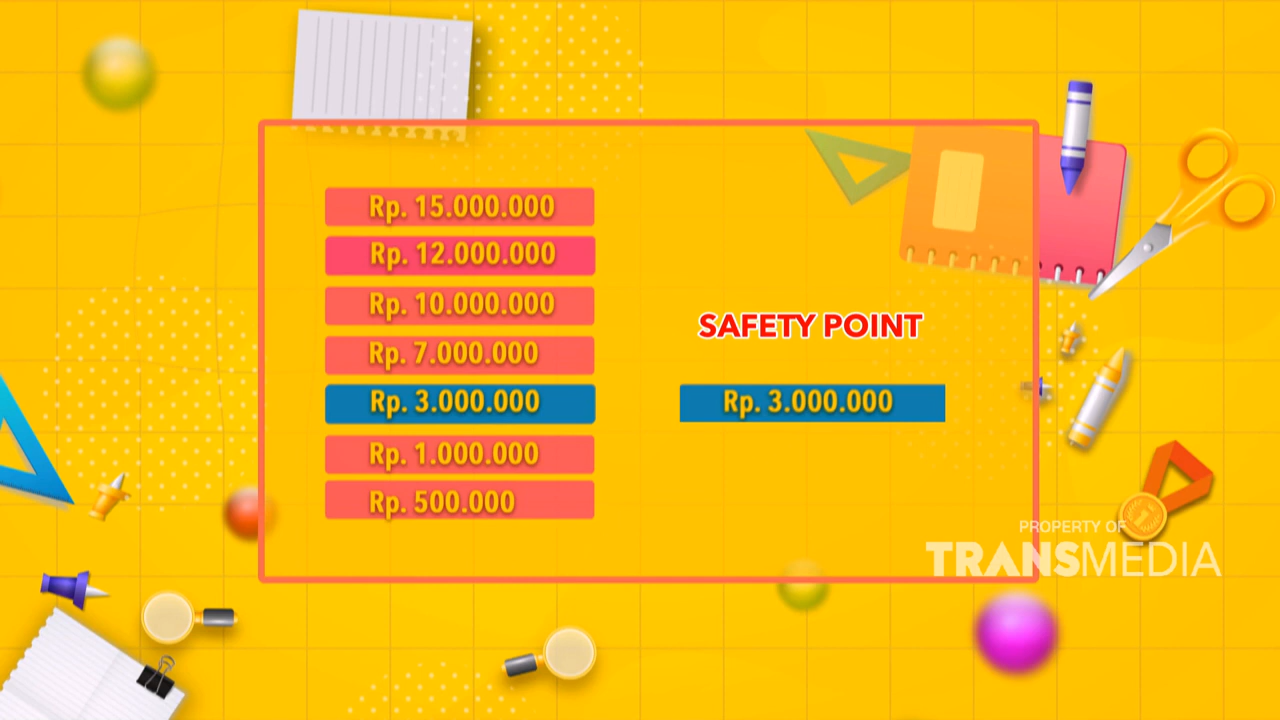 Rp. 15.000.000
Rp. 12.000.000
Rp. 10.000.000
Rp. 7.000.000
Rp. 3.000.000
Rp. 1.000.000
Rp. 500.000
SAFETY POINT
Rp. 3.000.000
1
PROPERTY OF
TRANSMEDIA